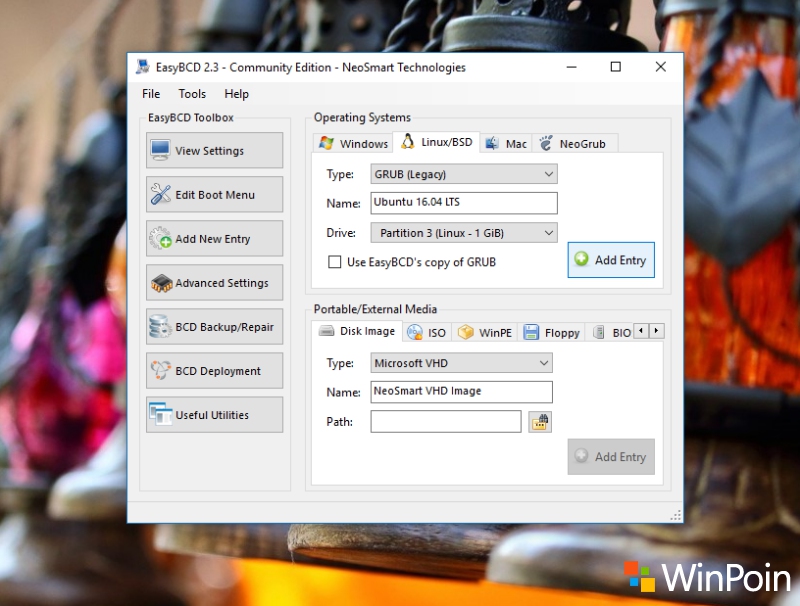 EasyBCD 2.3 - Community Edition - NeoSmart Technologies
File Tools Help
EasyBCD Toolbox
View Settings
Edit Boot Menu
Add New Entry
Advanced Settings
BCD Backup/Repair
BCD Deployment
Useful Utilities
Operating Systems
Windows Linux/BSD Mac NeoGrub
Type: GRUB (Legacy)
Name: Ubuntu 16.04 LTS
Drive: Partition 3 (Linux - 1 GiB)
Use EasyBCD's copy of GRUB
Add Entry
Portable/External Media
Disk Image ISO WinPE Floppy BIO
Type: Microsoft VHD
Name: NeoSmart VHD Image
Path:
Add Entry
WinPoin